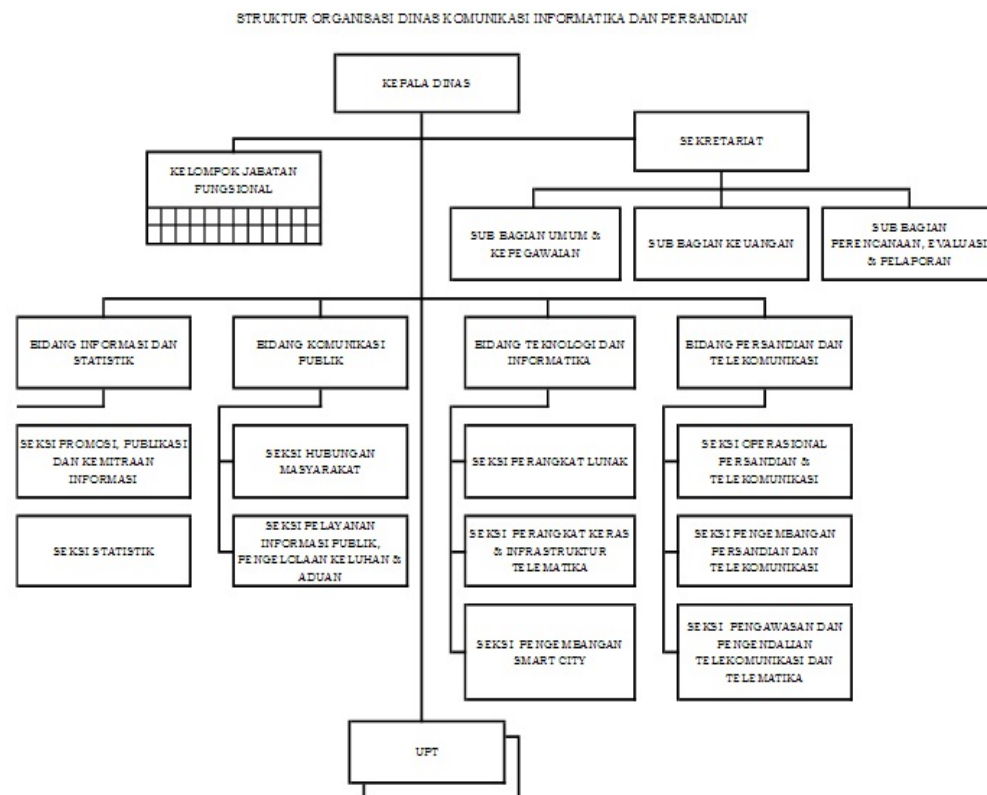 STRUKTUR ORGANISASI DINAS KOMUNIKASI INFORMATIKA DAN PERSANDIAN
KEPALA DINAS
SEKRETARIAT
KELOMPOK JABATAN
FUNGSIONAL
SUB BAGIAN UMUM &
KEPEGAWAIAN
SUB BAGIAN KEUANGAN
SUB BAGIAN
PERENCANAAN, EVALUASI
& PELAPORAN
BIDANG INFORMASI DAN
STATISTIK
BIDANG KOMUNIKASI
PUBLIK
BIDANG TEKNOLOGI DAN
INFORMATIKA
BIDANG PERSANDIAN DAN
TELEKOMUNIKASI
SEKSI PROMOSI, PUBLIKASI
DAN KEMITRAAN
INFORMASI
SEKSI HUBUNGAN
MASYARAKAT
SEKSI PERANGKAT LUNAK
SEKSI OPERASIONAL
PERSANDIAN &
TELEKOMUNIKASI
SEKSI STATISTIK
SEKSI PELAYANAN
INFORMASI PUBLIK,
PENGELOLAAN KELUHAN &
ADUAN
SEKSI PERANGKAT KERAS
& INFRASTRUKTUR
TELEMATIKA
SEKSI PENGEMBANGAN
PERSANDIAN DAN
TELEKOMUNIKASI
SEKSI PENGEMBANGAN
SMART CITY
SEKSI PENGAWASAN DAN
PENGENDALIAN
TELEKOMUNIKASI DAN
TELEMATIKA
UPT